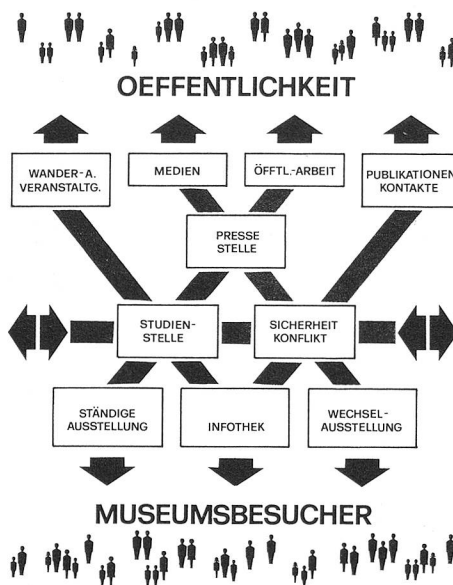 OEFFENTLICHKEIT
WANDER-A.
VERANSTALTG.
MEDIEN
ÖFFTL.-ARBEIT
PUBLIKATIONEN
KONTAKTE
PRESSE
STELLE
STUDIEN-
STELLE
SICHERHEIT
KONFLIKT
STÄNDIGE
AUSSTELLUNG
INFOTHEK
WECHSEL-
AUSSTELLUNG
MUSEUMSBESUCHER